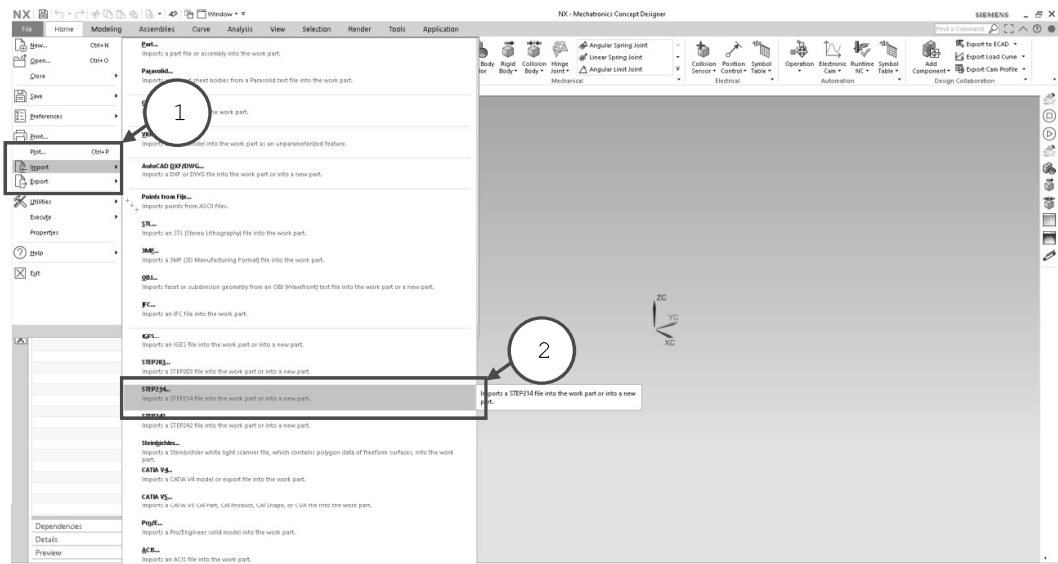 NX Window NX - Mechatronics Concept Designer SIEMENS
File Home Modeling Assemblies Curve Analysis View Selection Render Tools Application Find a Command
New... Ctrl+N
Open... Ctrl+O
Close
Save
Preferences
Print...
Plot... Ctrl+P
Import
Export
Utilities
Execute
Properties
Help
Exit
1
Part...
Imports a part file or assembly into the work part.
Parasolid...
Imports sheet bodies from a Parasolid text file into the work part.
the work part.
Imports model into the work part as an unparameterized feature.
AutoCAD DXF/DWG...
Imports a DXF or DWG file into the work part or into a new part.
Points from File...
Imports points from ASCII files.
STL...
Imports an STL (Stereo Lithography) file into the work part.
3MF...
Imports a 3MF (3D Manufacturing Format) file into the work part.
OBJ...
Imports facet or subdivision geometry from an OBJ (Wavefront) text file into the work part or a new part.
IFC...
Imports an IFC file into the work part.
IGES...
Imports an IGES file into the work part or into a new part.
STEP203...
Imports a STEP203 file into the work part or into a new part.
STEP214...
Imports a STEP214 file into the work part or into a new part.
STEP242
Imports a STEP242 file into the work part or into a new part.
Steinbichler...
Imports a Steinbichler white light scanner file, which contains polygon data of freeform surfaces, into the work
part.
CATIA V4...
Imports a CATIA V4 model or export file into the work part.
CATIA V5...
Imports a CATIA V5 CATPart, CATProduct, CATShape, or CGR file into the work part.
Pro/E...
Imports a Pro/Engineer solid model into the work part.
ACIS...
Imports an ACIS file into the work part.
Body Rigid Body Collision Body Hinge Joint
Angular Spring Joint
Linear Spring Joint
Angular Limit Joint
Mechanical
Collision Sensor Position Control Symbol Table
Electrical
Operation Electronic Cam Runtime NC Symbol Table
Automation
Add Component
Export to ECAD
Export Load Curve
Export Cam Profile
Design Collaboration
ZC
YC
XC
2
Imports a STEP214 file into the work part or into a new
part.
Dependencies
Details
Preview